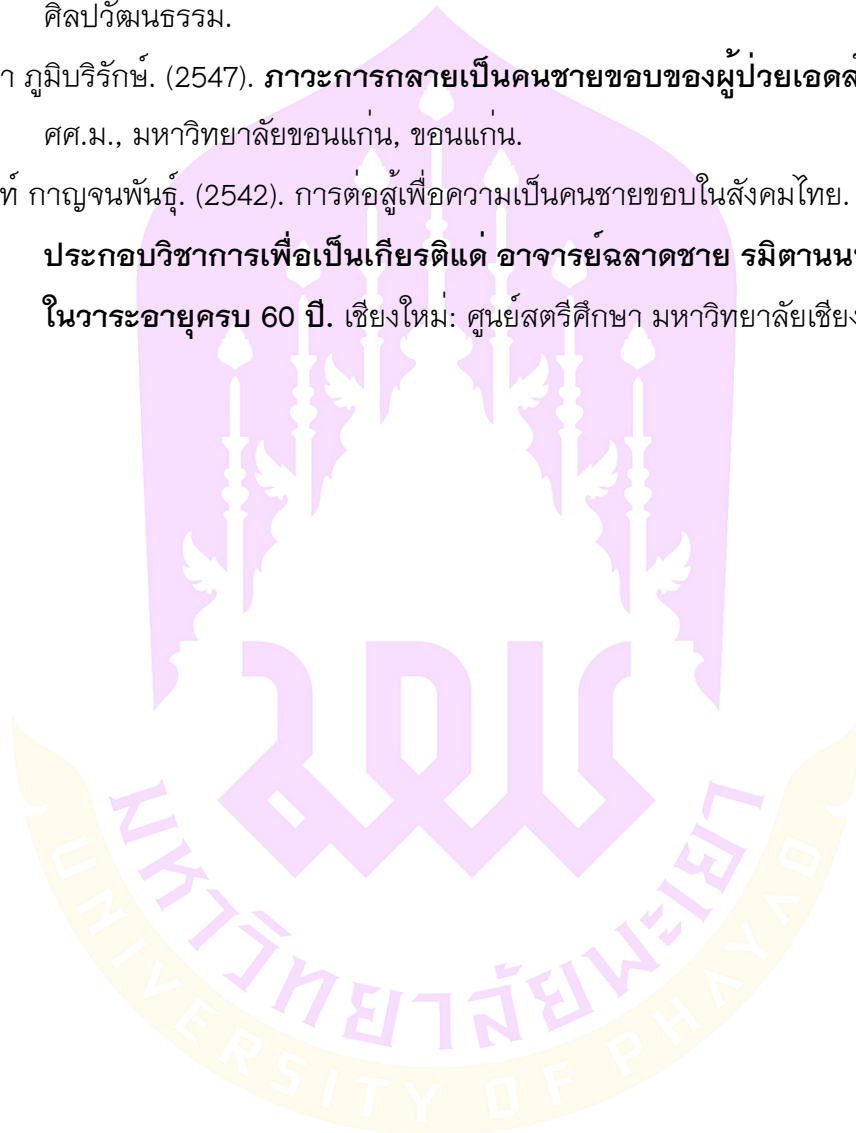 ศิลปวัฒนธรรม.
า ภูมิบริรักษ์. (2547). ภาวะการกลายเป็นคนชายขอบของผู้ป่วยเอดส์
ศศ.ม., มหาวิทยาลัยขอนแก่น, ขอนแก่น.
ท์ กาญจนพันธุ์. (2542). การต่อสู้เพื่อความเป็นคนชายขอบในสังคมไทย.
ประกอบวิชาการเพื่อเป็นเกียรติแด่ อาจารย์ฉลาดชาย รมิตานน
ในวาระอายุครบ 60 ปี. เชียงใหม่: ศูนย์สตรีศึกษา มหาวิทยาลัยเชียง
มหาวิทยาลัยพะเยา
UNIVERSITY OF PHAYAO